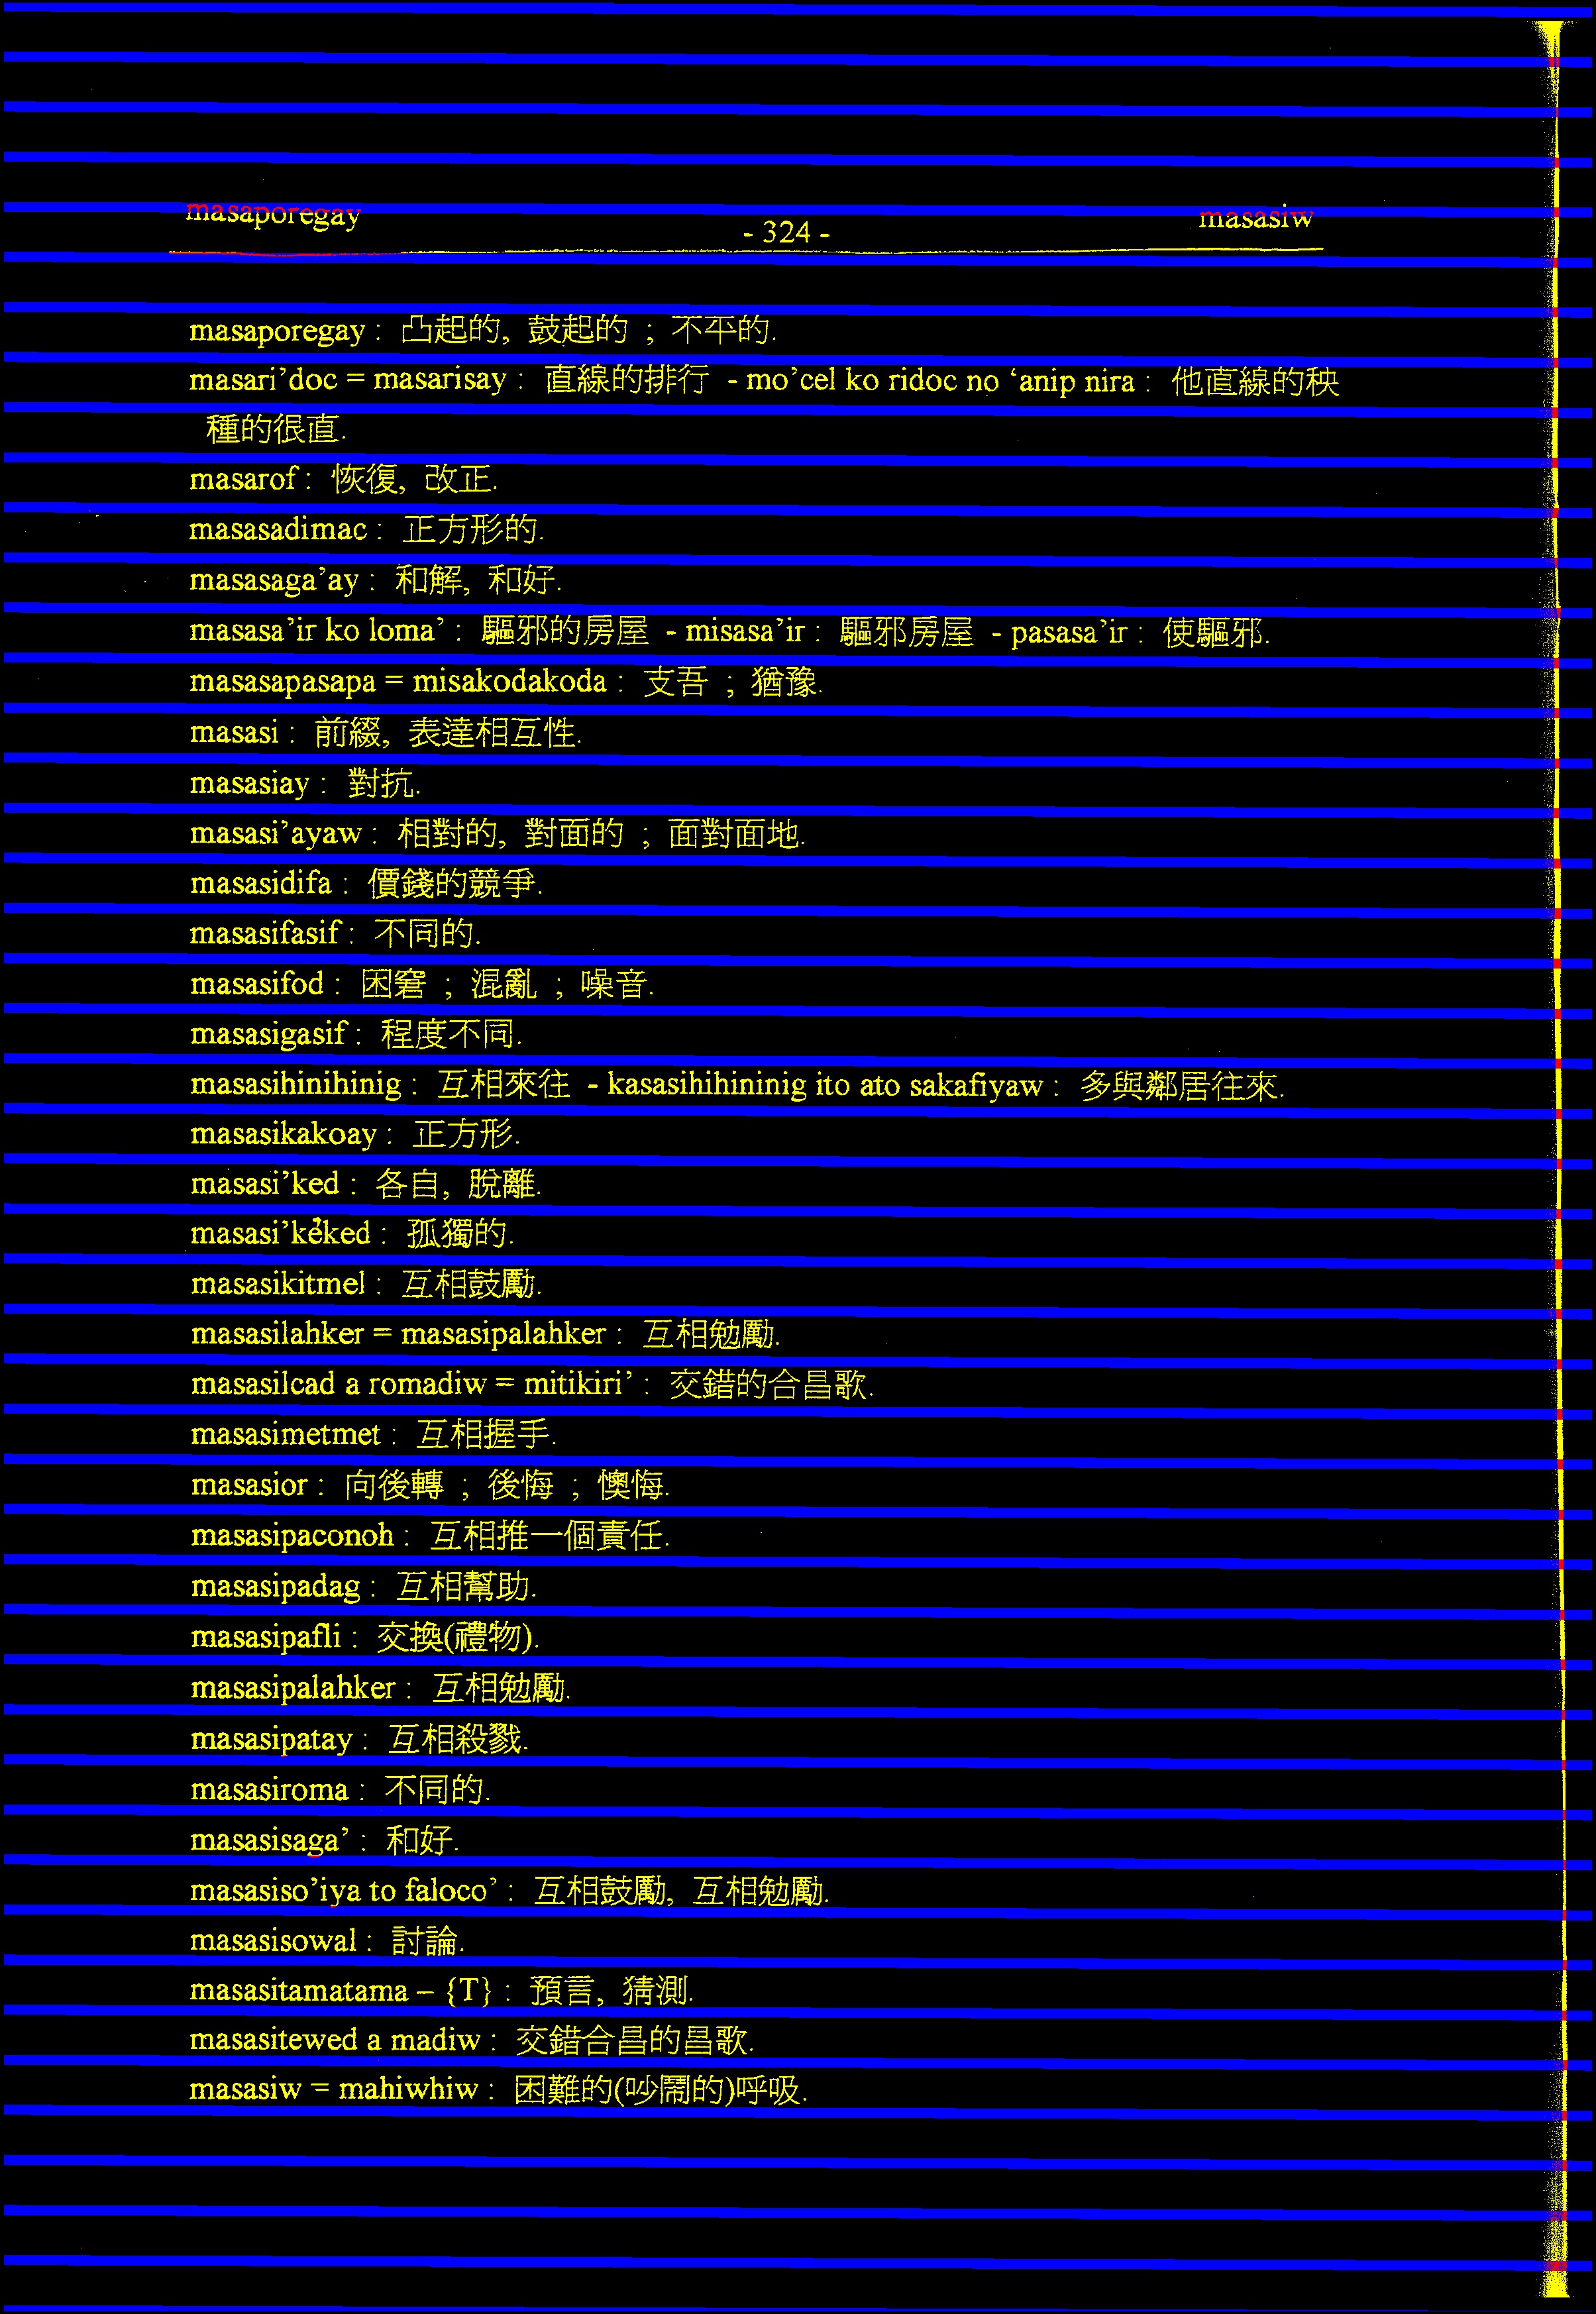 masaporegay - 324 - masasiw
masaporegay : 凸起的, 鼓起的 ; 不平的.
masari’doc = masarisay : 直線的排行 - mo’cel ko ridoc no ‘anip nira : 他直線的秧
種的很直.
masarof : 恢復, 改正.
masasadimac : 正方形的.
masasaga’ay : 和解, 和好.
masasa’ir ko loma’ : 驅邪的房屋 - misasa’ir : 驅邪房屋 - pasasa’ir : 使驅邪.
masasapasapa = misakodakoda : 支吾 ; 猶豫.
masasi : 前綴, 表達相互性.
masasiay : 對抗.
masasi’ayaw : 相對的, 對面的 ; 面對面地.
masasidifa : 價錢的競爭.
masasifasif : 不同的.
masasifod : 困窘 ; 混亂 ; 噪音.
masasigasif : 程度不同.
masasihinihinig : 互相來往 - kasasihihininig ito ato sakafiyaw : 多與鄰居往來.
masasikakoay : 正方形.
masasi’ked : 各自, 脫離.
masasi’keked : 孤獨的.
masasikitmel : 互相鼓勵.
masasilahker = masasipalahker : 互相勉勵.
masasilcad a romadiw = mitikiri’ : 交錯的合昌歌.
masasimetmet : 互相握手.
masasior : 向後轉 ; 後悔 ; 懊悔.
masasipaconoh : 互相推一個責任.
masasipadag : 互相幫助.
masasipafli : 交換(禮物).
masasipalahker : 互相勉勵.
masasipatay : 互相殺戮.
masasiroma : 不同的.
masasisaga’ : 和好.
masasiso’iya to faloco’ : 互相鼓勵, 互相勉勵.
masasisowal : 討論.
masasitamatama – {T} : 預言, 猜測.
masasitewed a madiw : 交錯合昌的昌歌.
masasiw = mahiwhiw : 困難的(吵鬧的)呼吸.